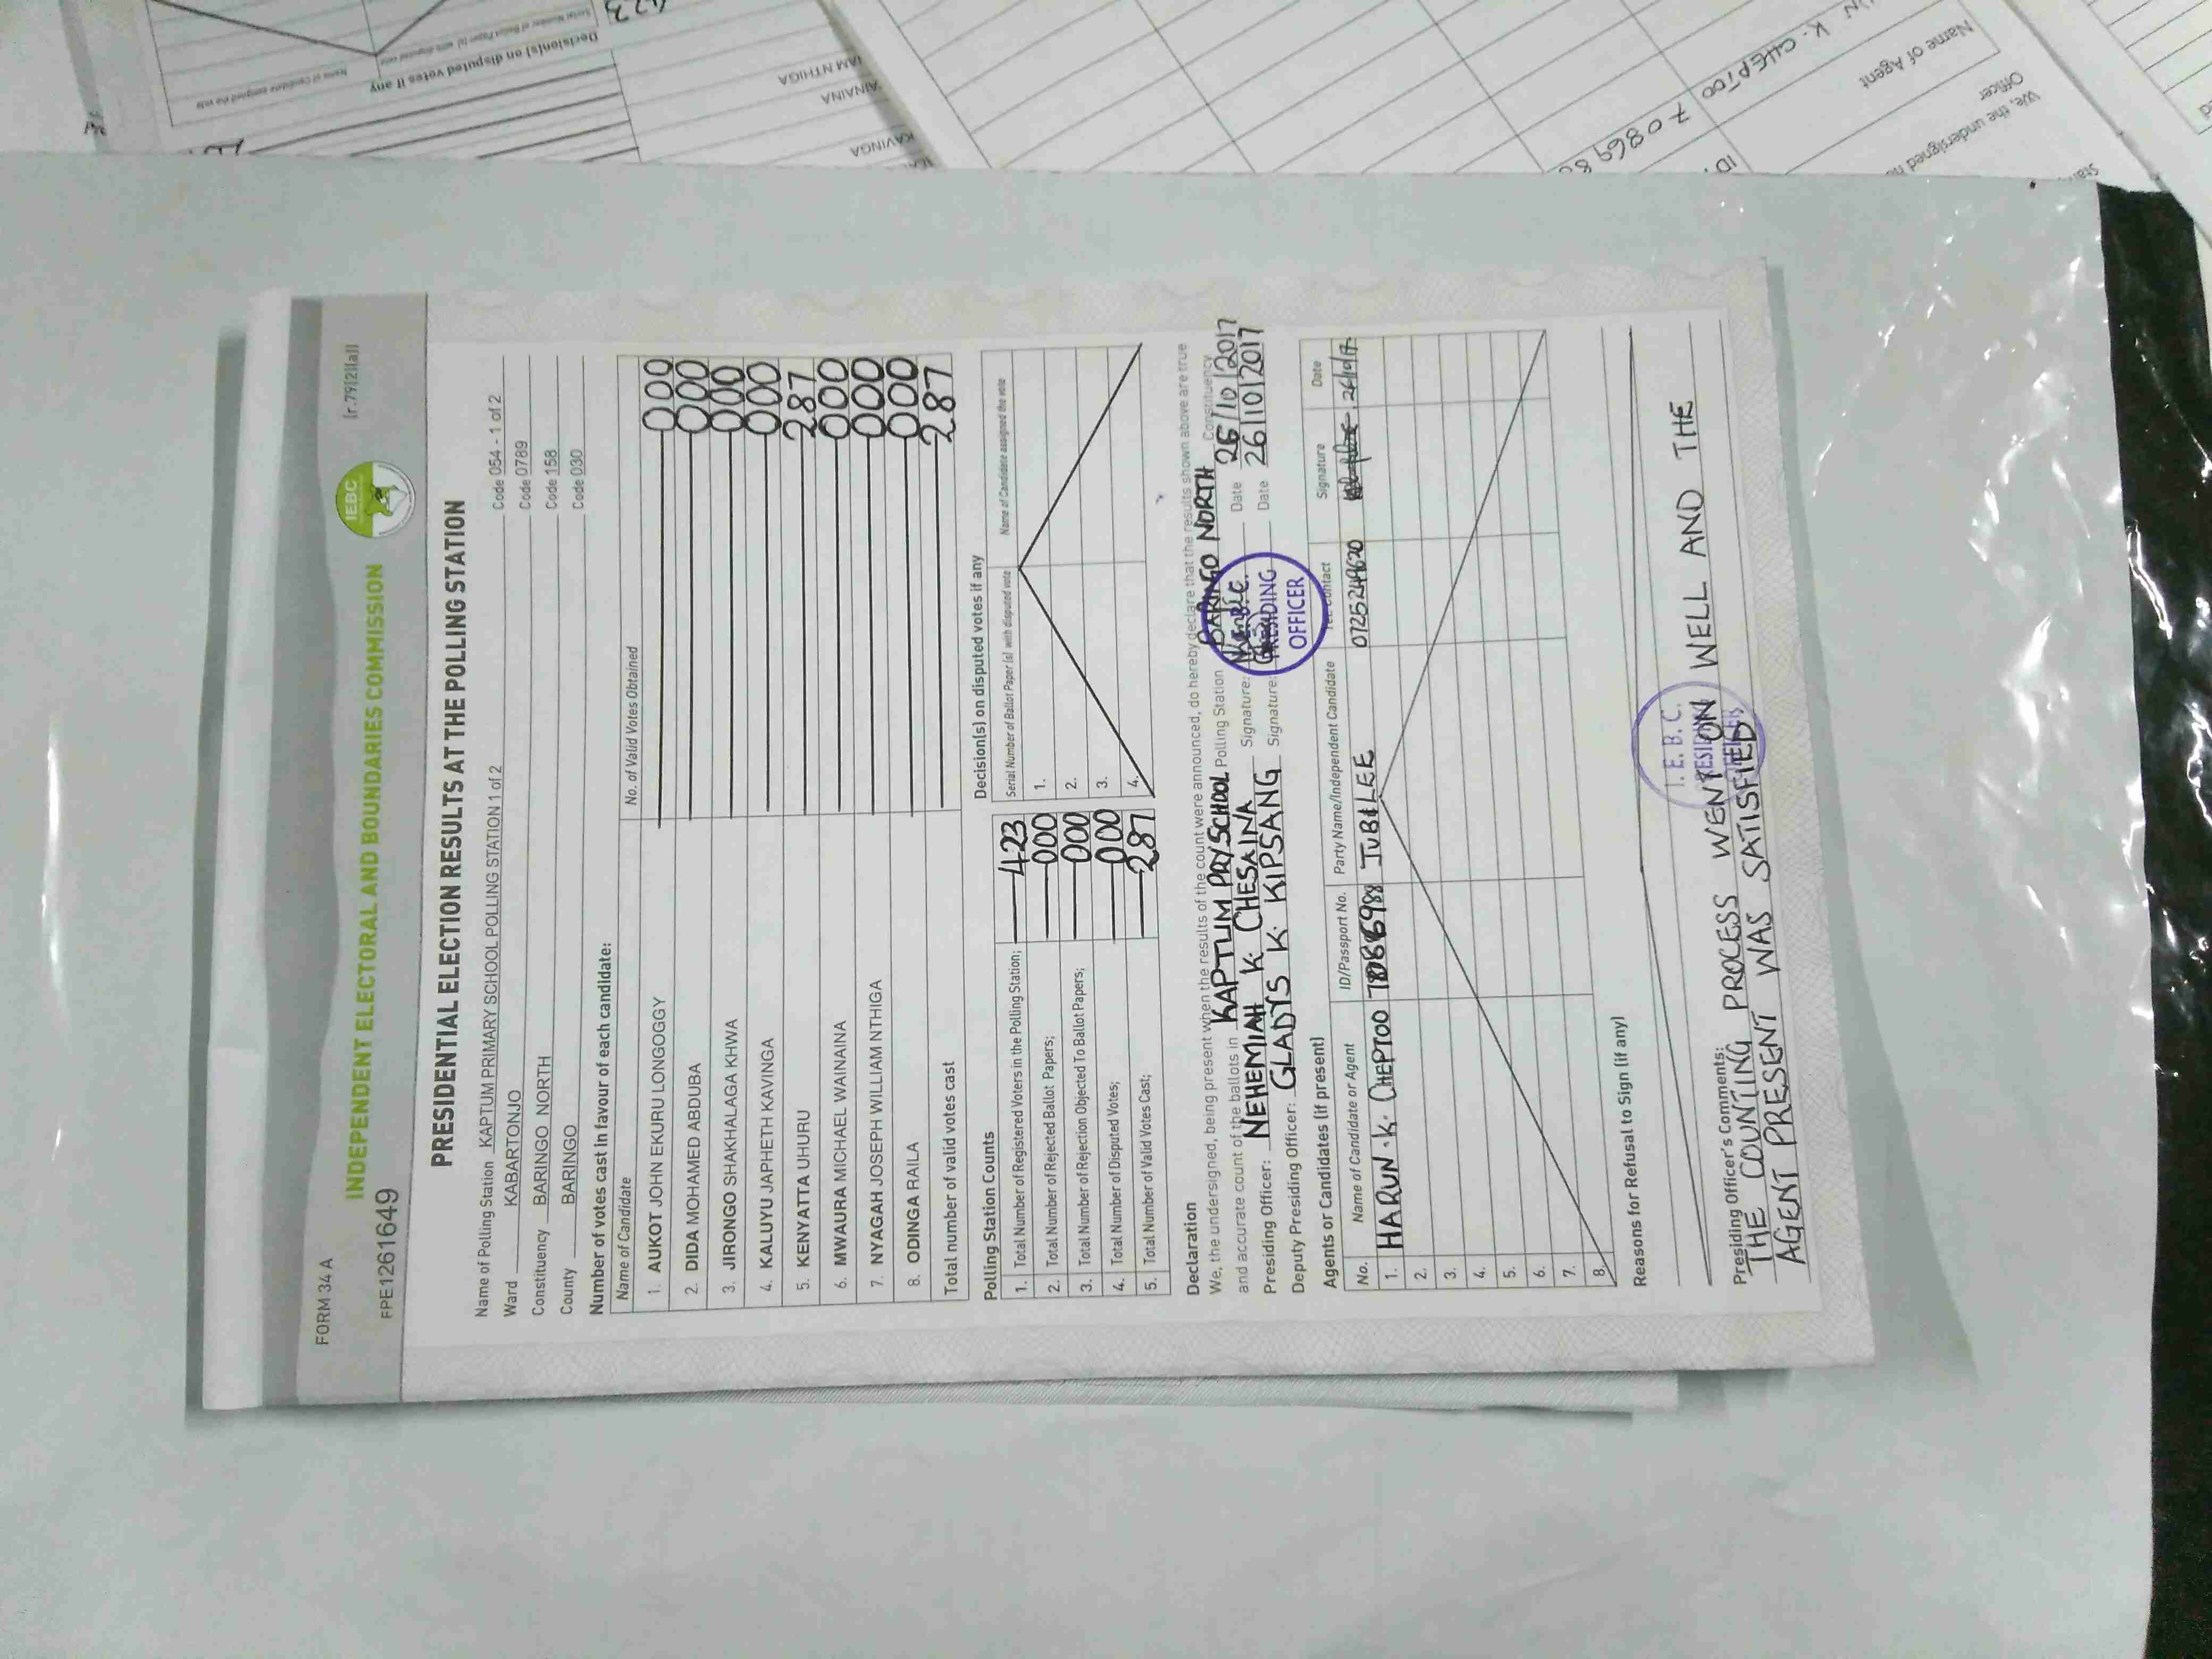 FORM 34 A
[r.79(2)(a)]
IEBC
INDEPENDENT ELECTORAL AND BOUNDARIES COMMISSION
FPE1261649
PRESIDENTIAL ELECTION RESULTS AT THE POLLING STATION
Name of Polling Station KAPTUM PRIMARY SCHOOL POLLING STATION 1 of 2 Code 054 - 1 of 2
Ward KABARTONJO Code 0789
Constituency BARINGO NORTH Code 158
County BARINGO Code 030
Number of votes cast in favour of each candidate:
Name of Candidate No. of Valid Votes Obtained
1. AUKOT JOHN EKURU LONGOGGY 000
2. DIDA MOHAMED ABDUBA 000
3. JIRONGO SHAKHALAGA KHWA 000
4. KALUYU JAPHETH KAVINGA 000
5. KENYATTA UHURU 287
6. MWAURA MICHAEL WAINAINA 000
7. NYAGAH JOSEPH WILLIAM NTHIGA 000
8. ODINGA RAILA 000
Total number of valid votes cast 287
Polling Station Counts
1. Total Number of Registered Voters in the Polling Station; 423
2. Total Number of Rejected Ballot Papers; 000
3. Total Number of Rejection Objected To Ballot Papers; 000
4. Total Number of Disputed Votes; 000
5. Total Number of Valid Votes Cast; 287
Decision(s) on disputed votes if any
Serial Number of Ballot Paper (s) with disputed vote Name of Candidate assigned the vote
1.
2.
3.
4.
Declaration
We, the undersigned, being present when the results of the count were announced, do hereby declare that the results shown above are true
and accurate count of the ballots in KAPTUM PRY SCHOOL Polling Station BARINGO NORTH Constituency
Presiding Officer: NEHEMIAH K. CHESAINA Signature: Date 26/10/2017
Deputy Presiding Officer: GLADYS K. KIPSANG Signature: Date 26/10/2017
PRESIDING
OFFICER
Agents or Candidates (if present)
No. Name of Candidate or Agent ID/Passport No. Party Name/Independent Candidate Tel. Contact Signature Date
1. HARUN .K. CHEPTOO JUBILEE 0725249620
2.
3.
4.
5.
6.
7.
8.
Reasons for Refusal to Sign (if any)
I.E.B.C.
Presiding Officer's Comments:
THE COUNTING PROCESS WENT ON WELL AND THE
AGENT PRESENT WAS SATISFIED
423
Decision(s) on disputed votes if any
Name of Candidate assigned the vote
IAM NTHIGA
AINAINA
KAVINGA
K. CHEPTOO
Name of Agent
Officer
We, the undersigned